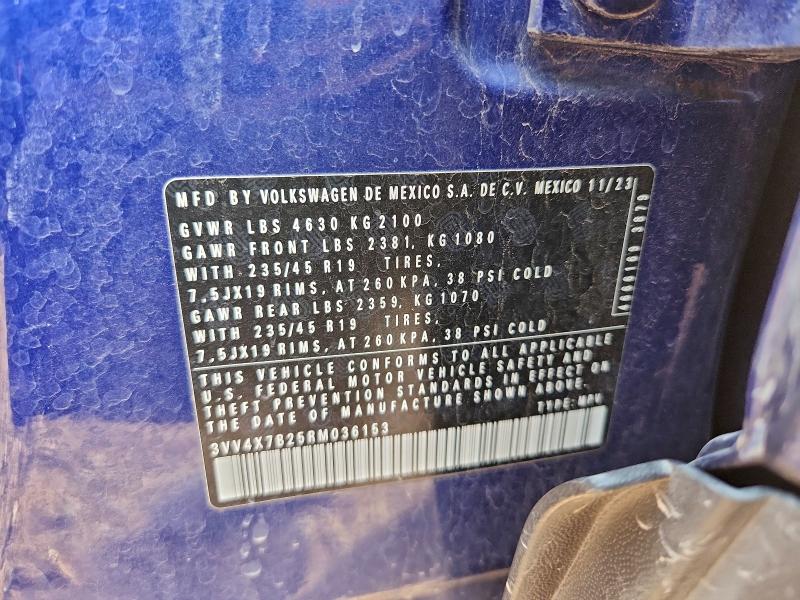 MFD BY VOLKSWAGEN DE MEXICO S.A. DE C.V. MEXICO 11/23
GVWR LBS 4630 KG 2100
GAWR FRONT LBS 2381, KG 1080
WITH 235/45 R19 TIRES,
7,5JX19 RIMS, AT 260 KPA, 38 PSI COLD
GAWR REAR LBS 2359, KG 1070
WITH 235/45 R19 TIRES,
7,5JX19 RIMS, AT 260 KPA, 38 PSI COLD
THIS VEHICLE CONFORMS TO ALL APPLICABLE
U.S. FEDERAL MOTOR VEHICLE SAFETY AND
THEFT PREVENTION STANDARDS IN EFFECT ON
THE DATE OF MANUFACTURE SHOWN ABOVE.
TYPE: MPV
3VV4X7B25RM036153